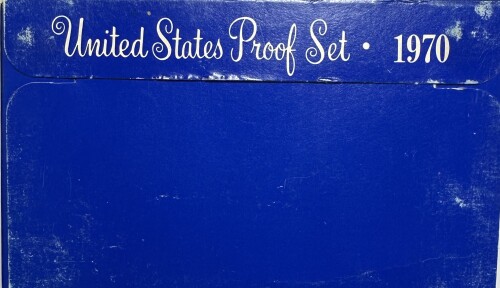 United States Proof Set • 1970